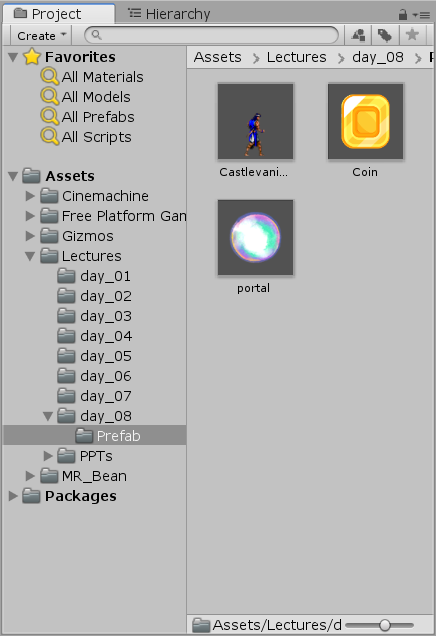 Project
Hierarchy
Create
Favorites
All Materials
All Models
All Prefabs
All Scripts
Assets
Cinemachine
Free Platform Gan
Gizmos
Lectures
day_01
day_02
day_03
day_04
day_05
day_06
day_07
day_08
Prefab
PPTs
MR_Bean
Packages
Assets > Lectures > day_08 >
Castlevani...
Coin
portal
Assets/Lectures/d